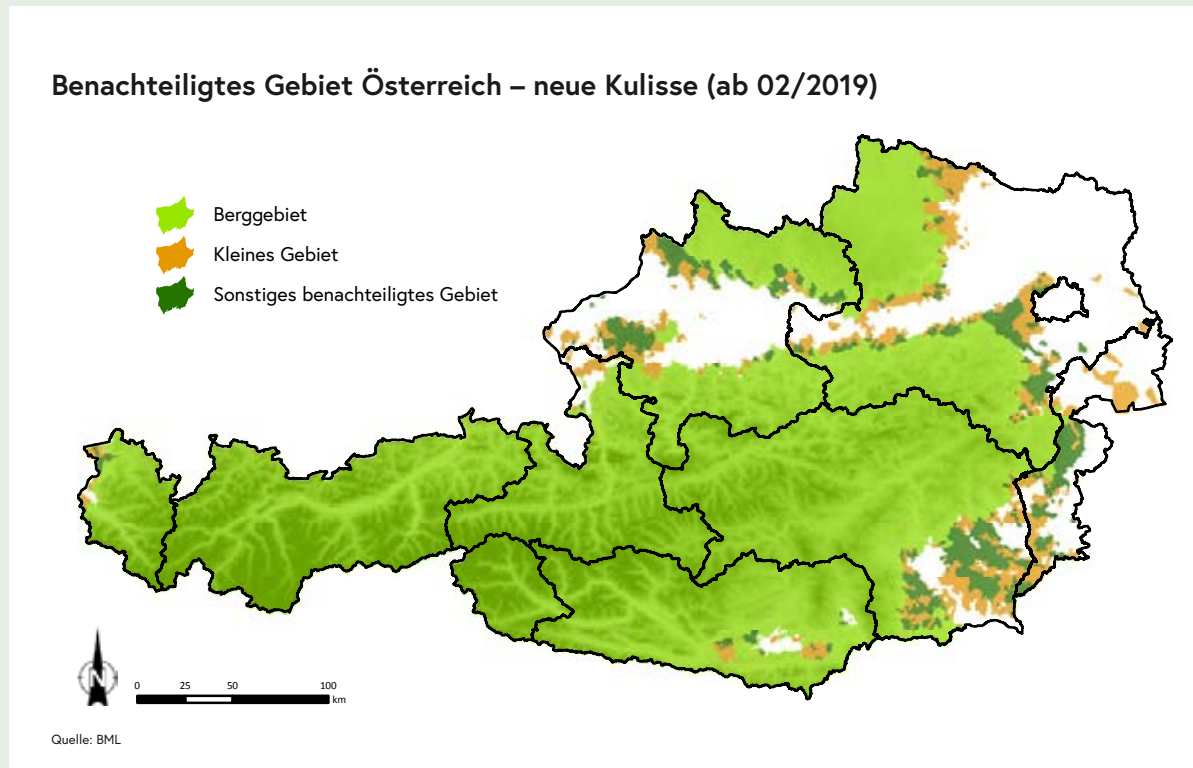 Benachteiligtes Gebiet Österreich – neue Kulisse (ab 02/2019)
Berggebiet
Kleines Gebiet
Sonstiges benachteiligtes Gebiet
N
0 25 50 100
km
Quelle: BML